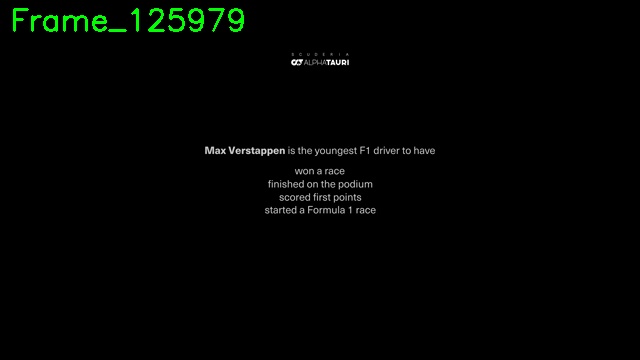 Frame_125979
SCUDERIA
ALPHATAURI
Max Verstappen is the youngest F1 driver to have
won a race
finished on the podium
scored first points
started a Formula 1 race